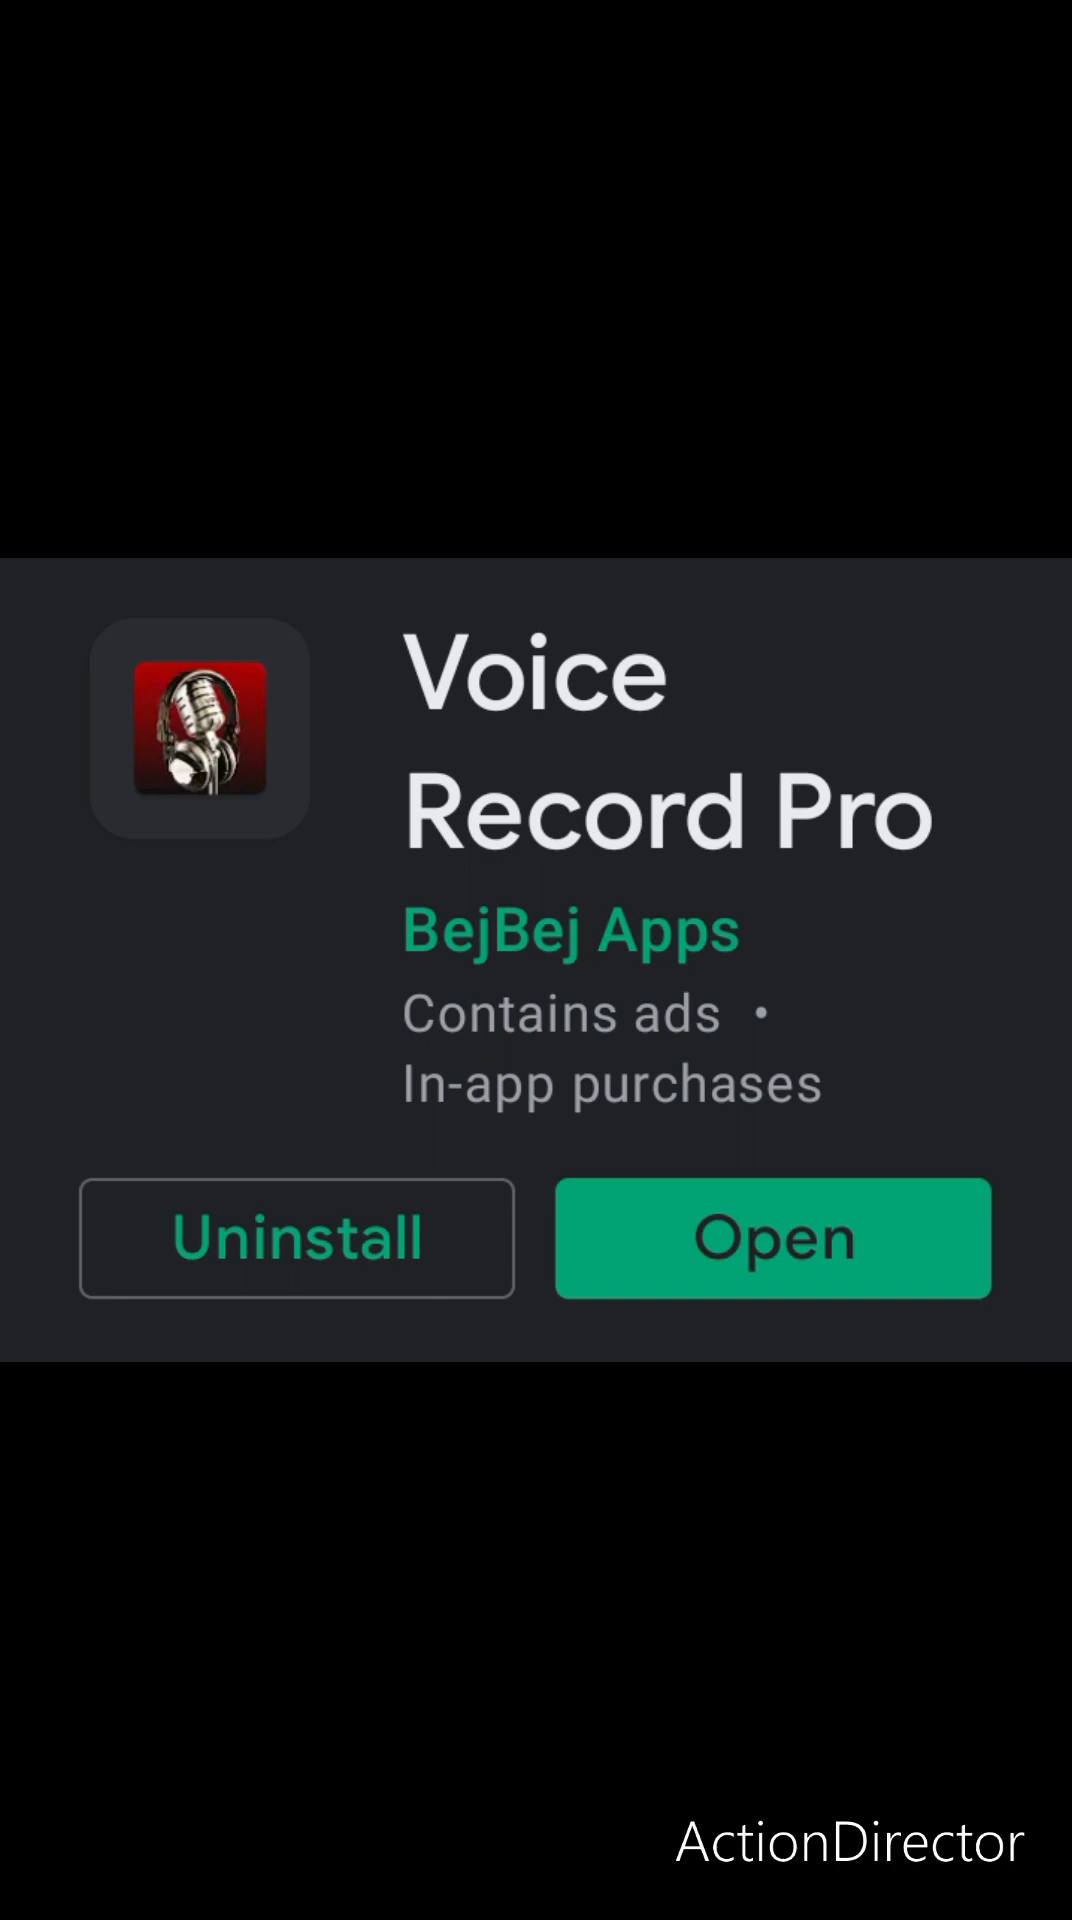 Voice
Record Pro
BejBej Apps
Contains ads •
In-app purchases
Uninstall
Open
ActionDirector